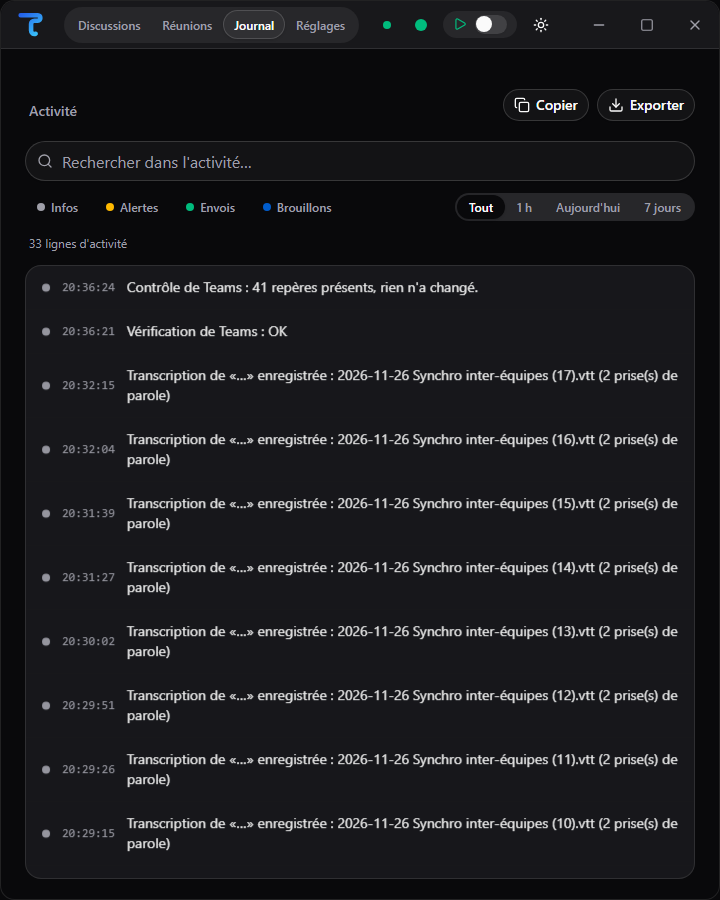 Discussions Réunions Journal Réglages
Activité
Copier Exporter
Rechercher dans l'activité...
Infos Alertes Envois Brouillons Tout 1 h Aujourd'hui 7 jours
33 lignes d'activité
20:36:24 Contrôle de Teams : 41 repères présents, rien n'a changé.
20:36:21 Vérification de Teams : OK
20:32:15 Transcription de «...» enregistrée : 2026-11-26 Synchro inter-équipes (17).vtt (2 prise(s) de
parole)
20:32:04 Transcription de «...» enregistrée : 2026-11-26 Synchro inter-équipes (16).vtt (2 prise(s) de
parole)
20:31:39 Transcription de «...» enregistrée : 2026-11-26 Synchro inter-équipes (15).vtt (2 prise(s) de
parole)
20:31:27 Transcription de «...» enregistrée : 2026-11-26 Synchro inter-équipes (14).vtt (2 prise(s) de
parole)
20:30:02 Transcription de «...» enregistrée : 2026-11-26 Synchro inter-équipes (13).vtt (2 prise(s) de
parole)
20:29:51 Transcription de «...» enregistrée : 2026-11-26 Synchro inter-équipes (12).vtt (2 prise(s) de
parole)
20:29:26 Transcription de «...» enregistrée : 2026-11-26 Synchro inter-équipes (11).vtt (2 prise(s) de
parole)
20:29:15 Transcription de «...» enregistrée : 2026-11-26 Synchro inter-équipes (10).vtt (2 prise(s) de
parole)